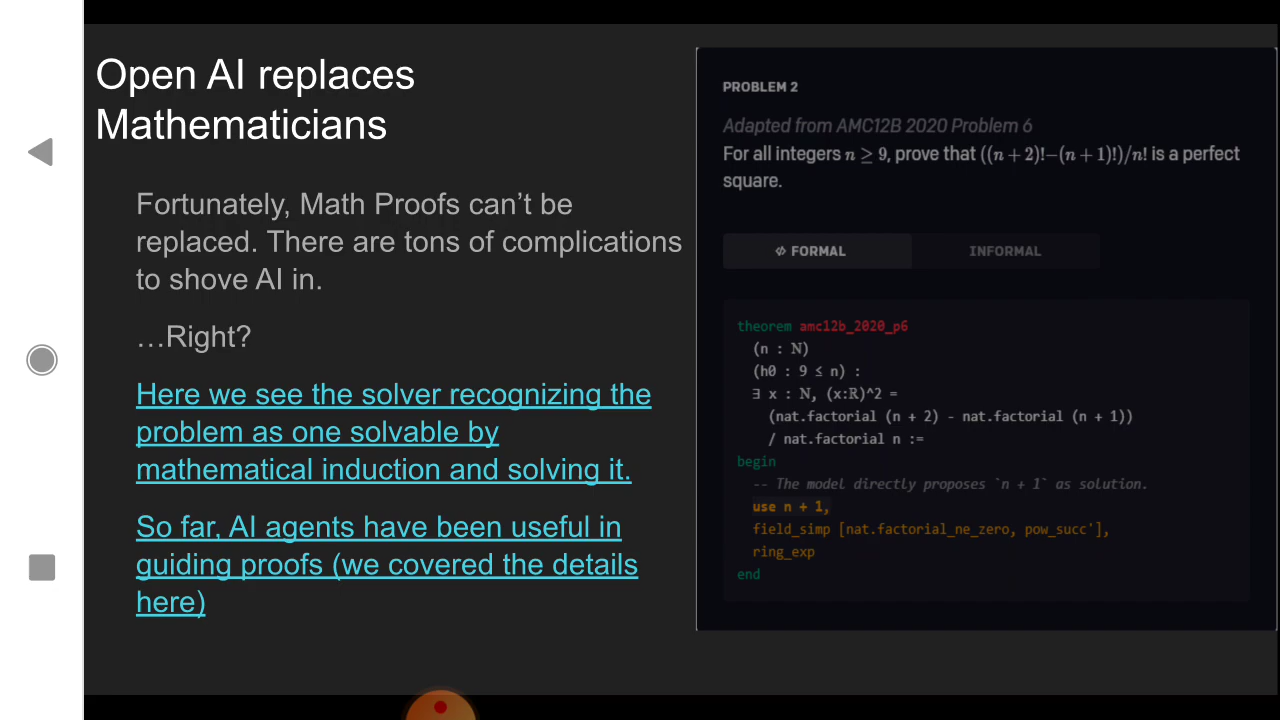 Open AI replaces
Mathematicians
Fortunately, Math Proofs can’t be
replaced. There are tons of complications
to shove AI in.
…Right?
Here we see the solver recognizing the
problem as one solvable by
mathematical induction and solving it.
So far, AI agents have been useful in
guiding proofs (we covered the details
here)
PROBLEM 2
Adapted from AMC12B 2020 Problem 6
For all integers n ≥ 9, prove that ((n + 2)!−(n + 1)!)/n! is a perfect
square.
FORMAL
INFORMAL
theorem amc12b_2020_p6
(n : ℕ)
(h0 : 9 ≤ n) :
∃ x : ℕ, (x:ℝ)^2 =
(nat.factorial (n + 2) - nat.factorial (n + 1))
/ nat.factorial n :=
begin
-- The model directly proposes `n + 1` as solution.
use n + 1,
field_simp [nat.factorial_ne_zero, pow_succ'],
ring_exp
end